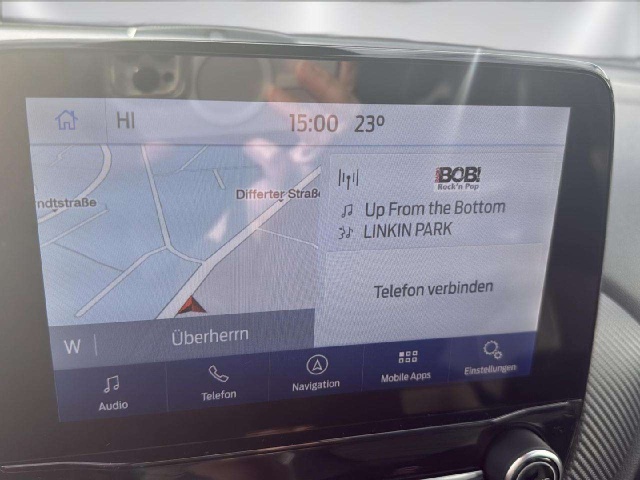 HI
15:00 23°
ndtstraße
Differter Straß
BOB!
Rock'n Pop
Up From the Bottom
LINKIN PARK
Telefon verbinden
W
Überherrn
Audio
Telefon
Navigation
Mobile Apps
Einstellungen